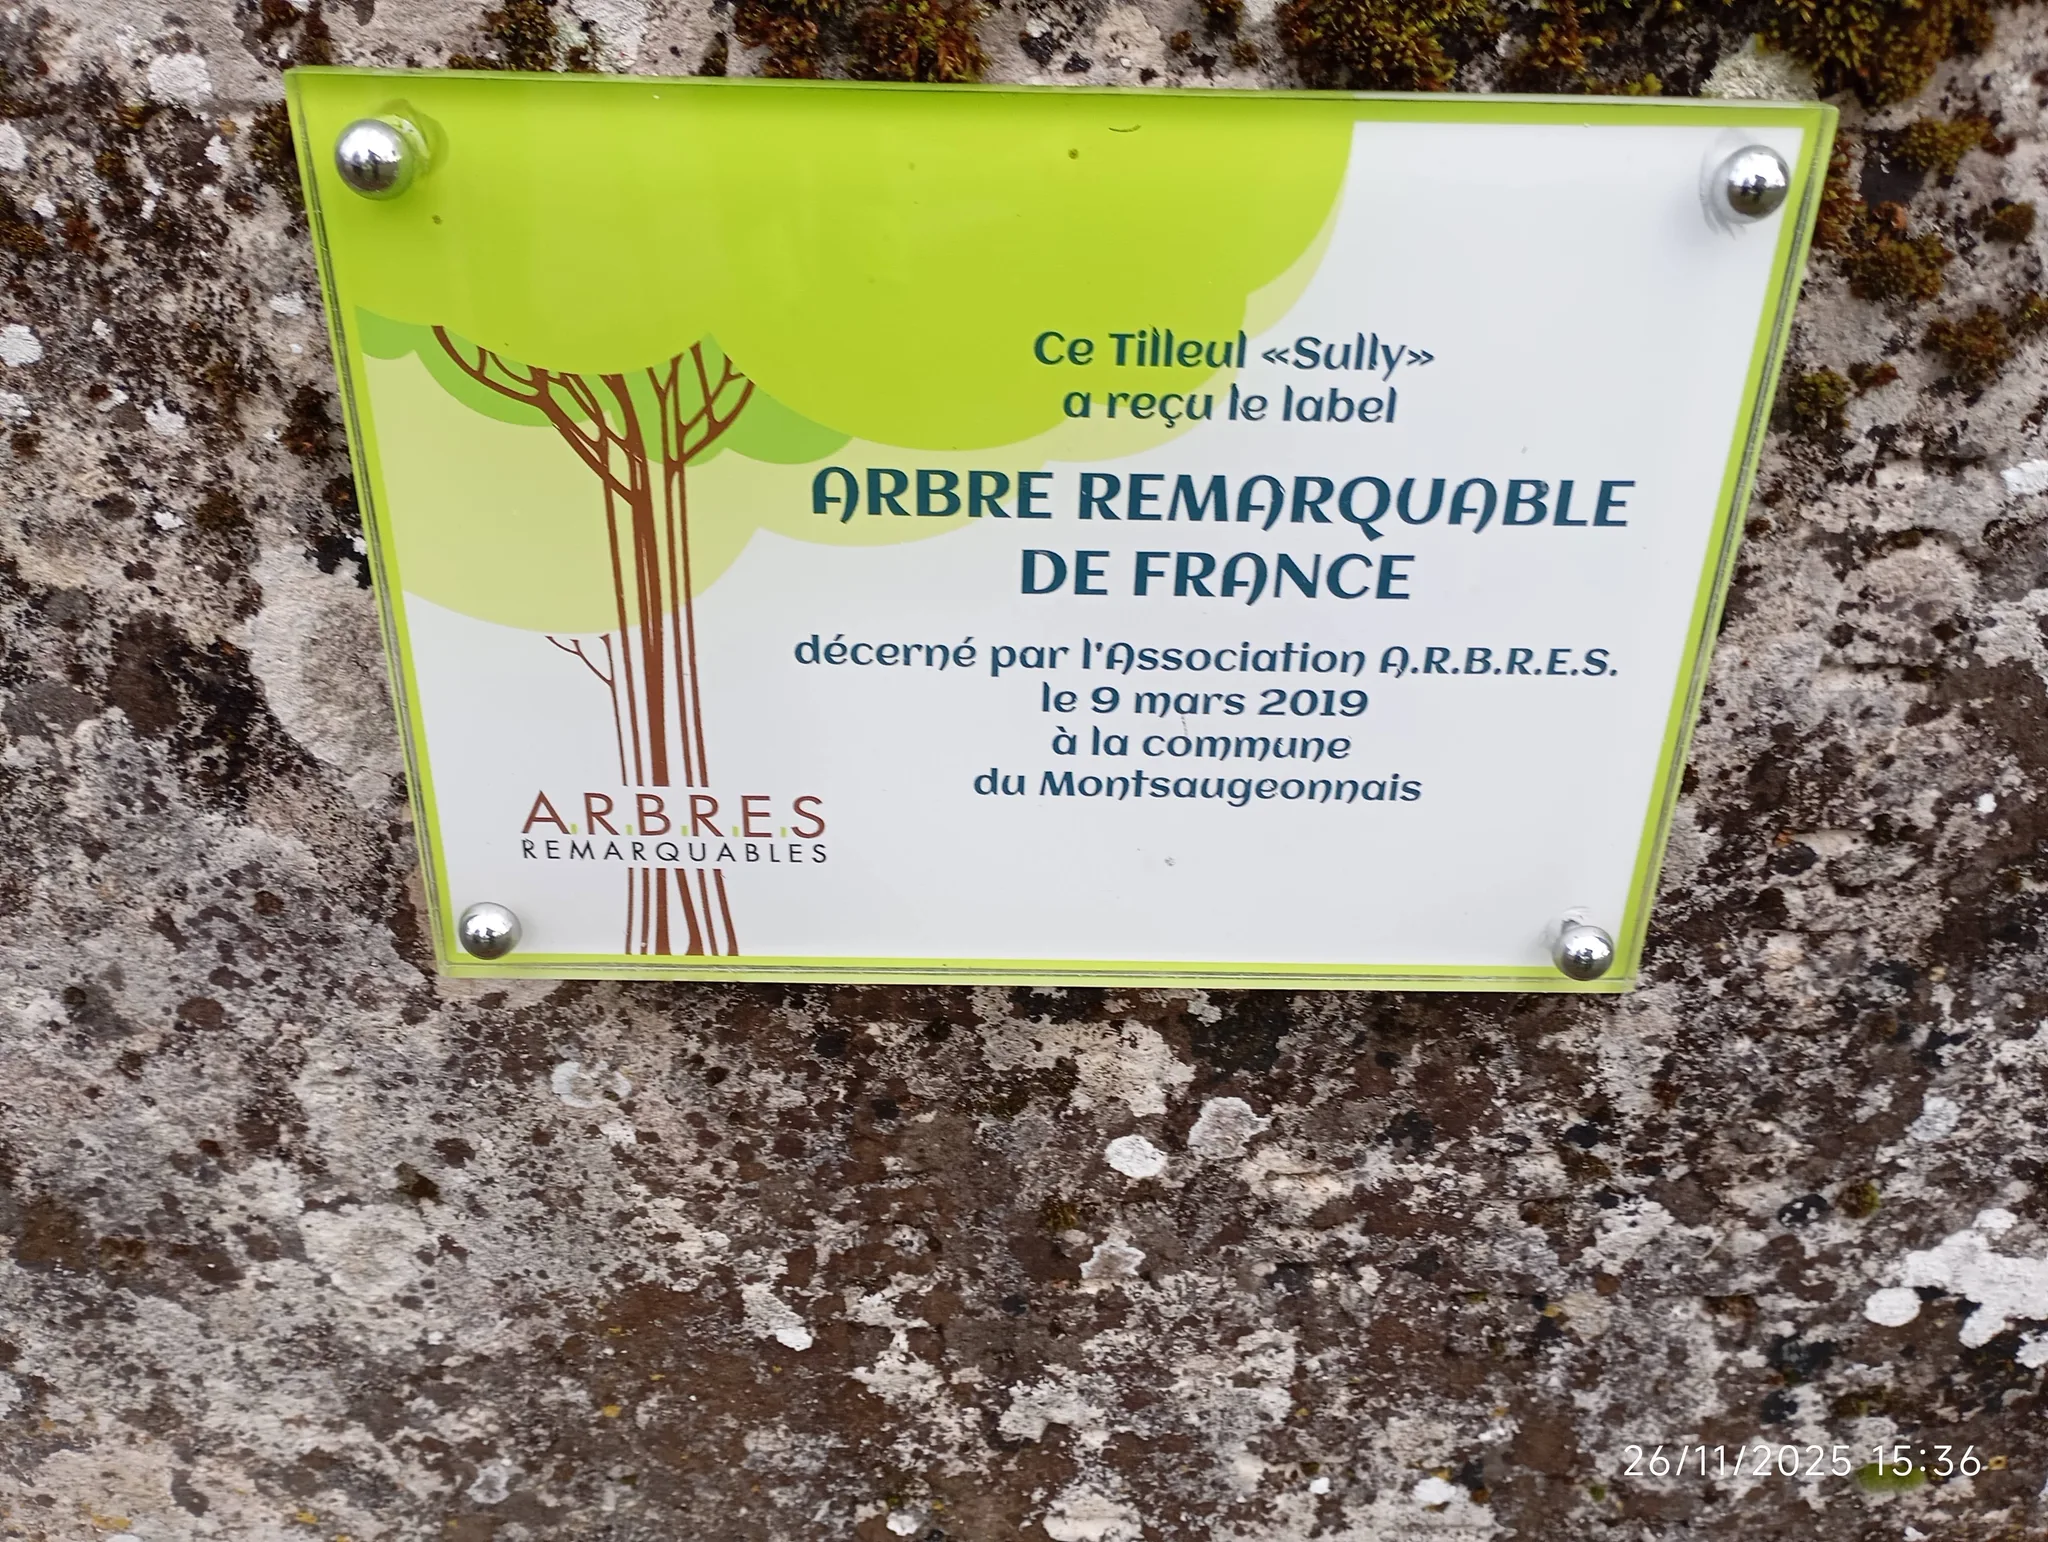 Ce Tilleul «Sully»
a reçu le label
ARBRE REMARQUABLE
DE FRANCE
décerné par l'Association A.R.B.R.E.S.
le 9 mars 2019
à la commune
du Montsaugeonnais
A.R.B.R.E.S
REMARQUABLES
26/11/2025 15:36